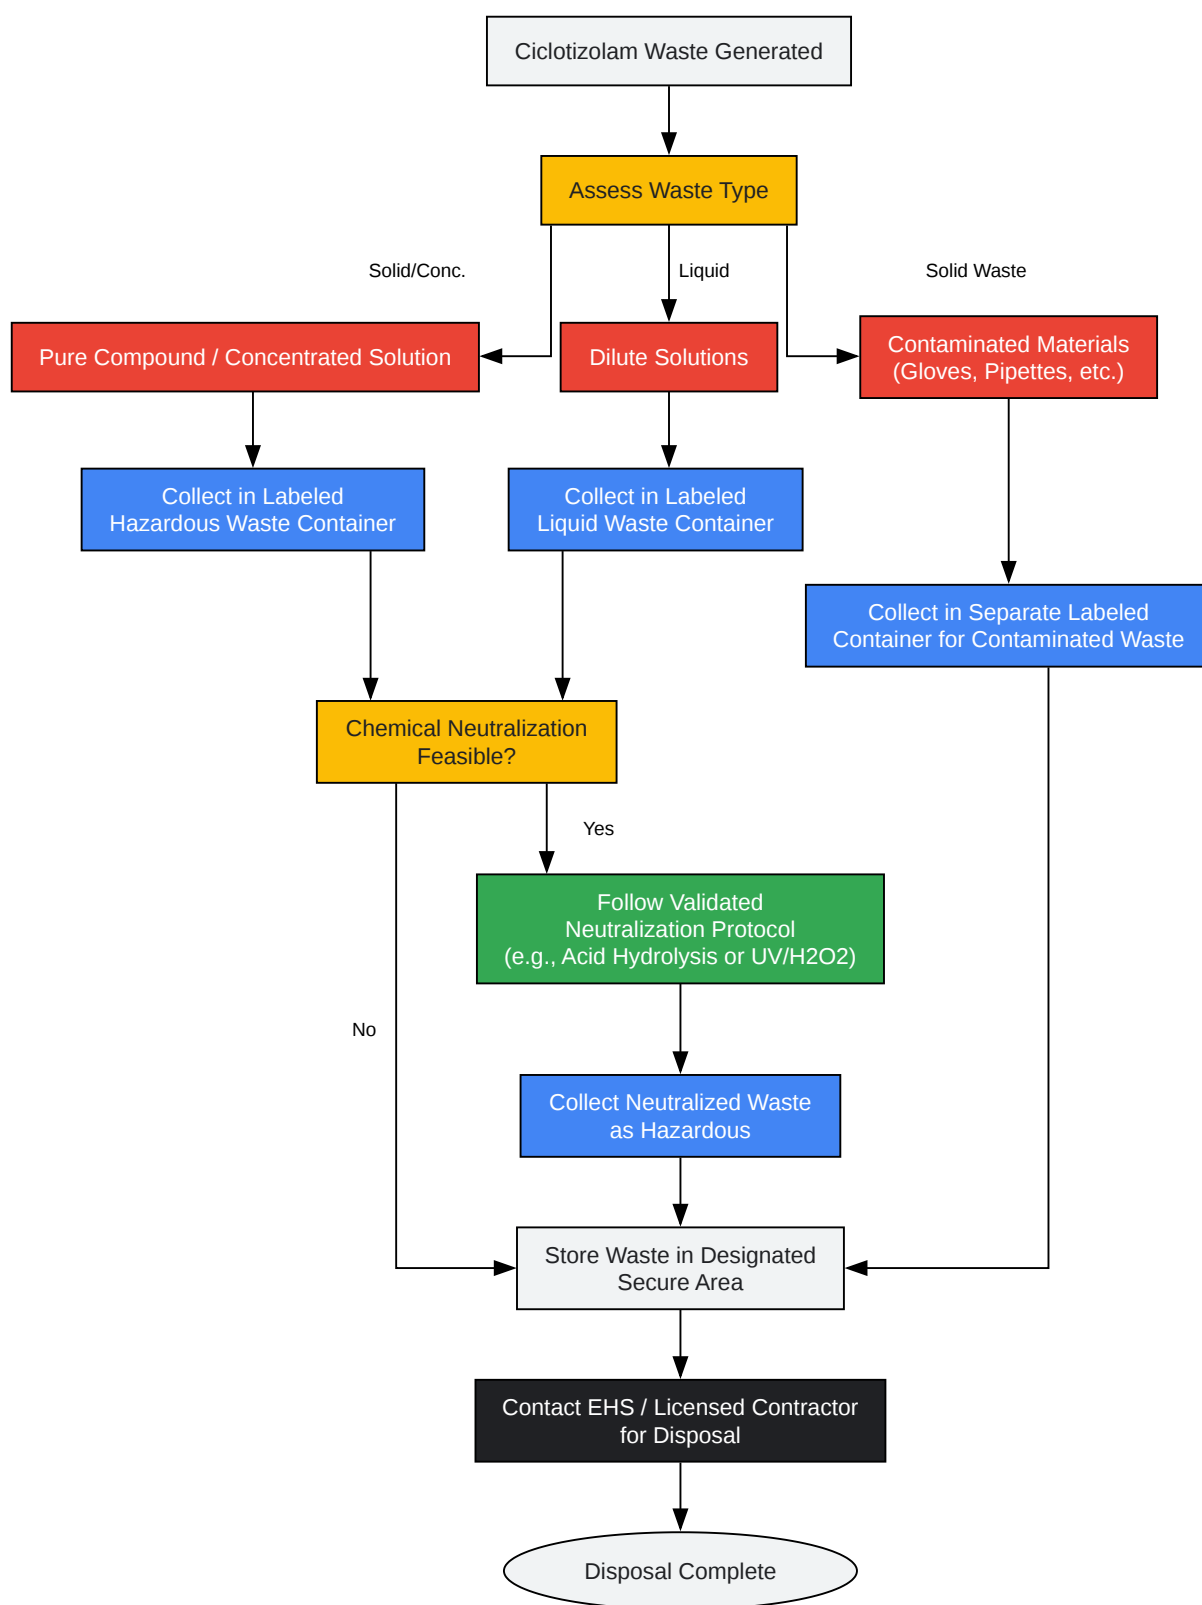 Ciclotizolam Waste Generated
Assess Waste Type
Solid/Conc.
Liquid
Solid Waste
Pure Compound / Concentrated Solution
Dilute Solutions
Contaminated Materials
(Gloves, Pipettes, etc.)
Collect in Labeled
Hazardous Waste Container
Collect in Labeled
Liquid Waste Container
Collect in Separate Labeled
Container for Contaminated Waste
Chemical Neutralization
Feasible?
Yes
Follow Validated
Neutralization Protocol
(e.g., Acid Hydrolysis or UV/H2O2)
No
Collect Neutralized Waste
as Hazardous
Store Waste in Designated
Secure Area
Contact EHS / Licensed Contractor
for Disposal
Disposal Complete